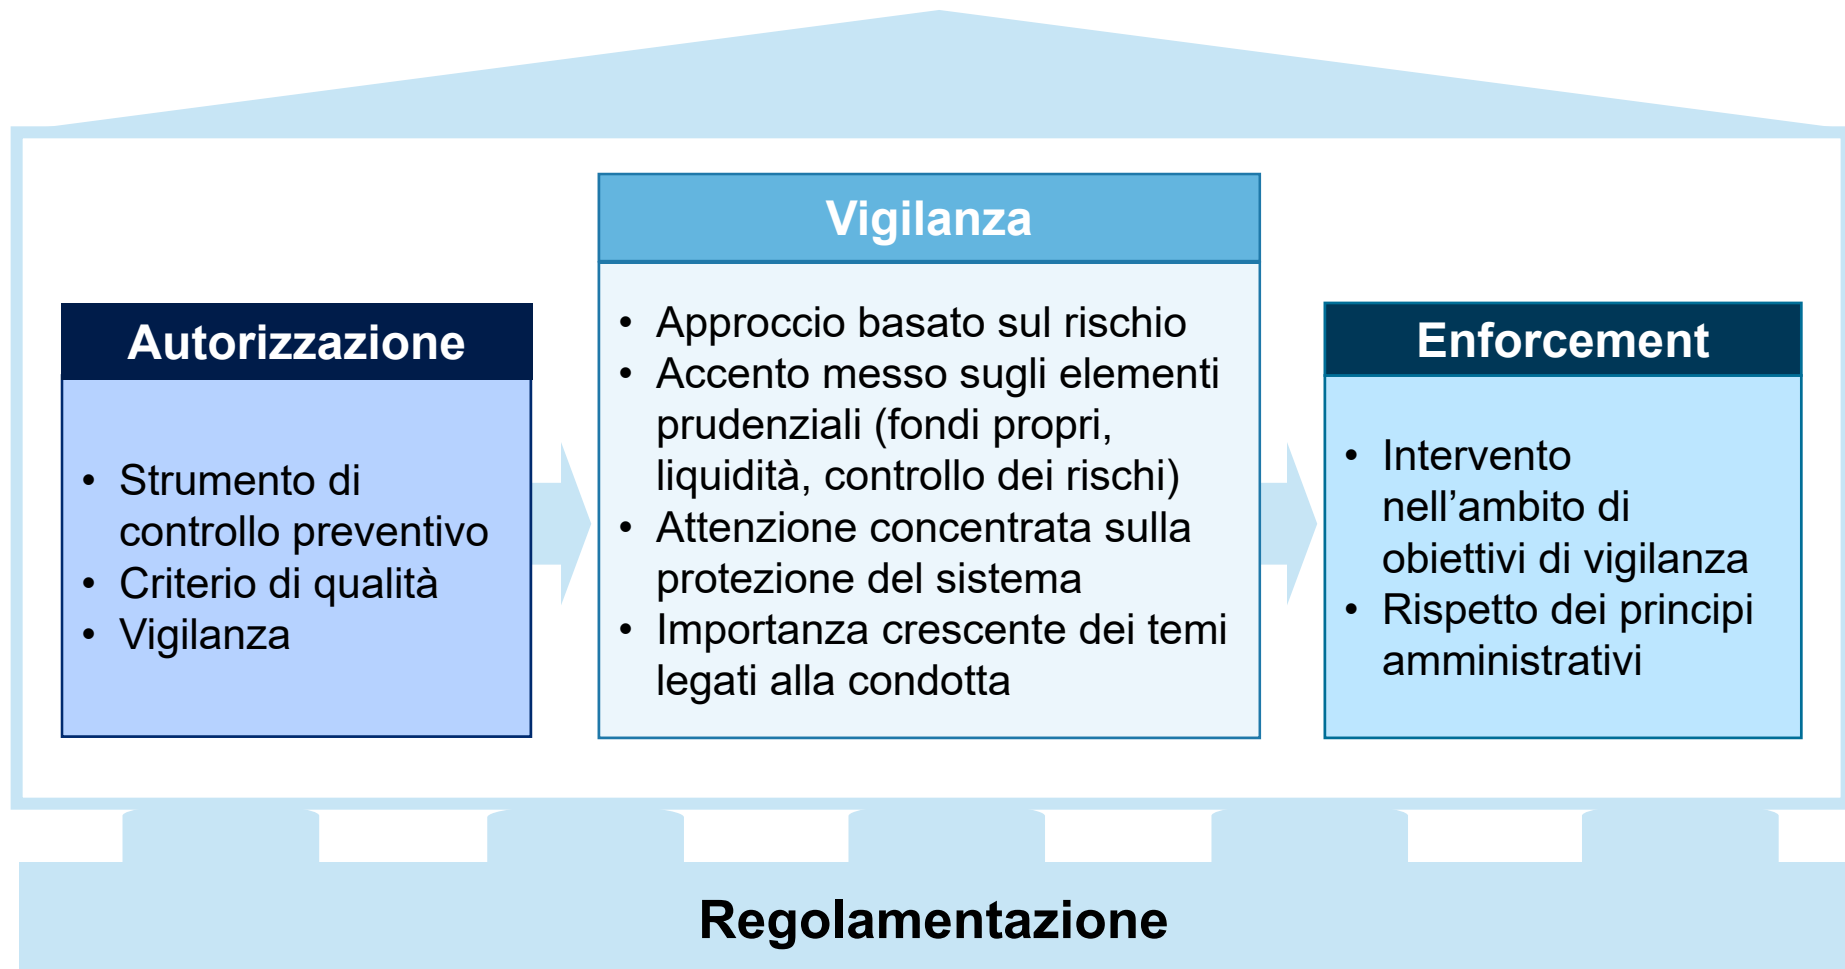 Autorizzazione
• Strumento di
controllo preventivo
• Criterio di qualità
• Vigilanza
Vigilanza
• Approccio basato sul rischio
• Accento messo sugli elementi
prudenziali (fondi propri,
liquidità, controllo dei rischi)
• Attenzione concentrata sulla
protezione del sistema
• Importanza crescente dei temi
legati alla condotta
Enforcement
• Intervento
nell’ambito di
obiettivi di vigilanza
• Rispetto dei principi
amministrativi
Regolamentazione